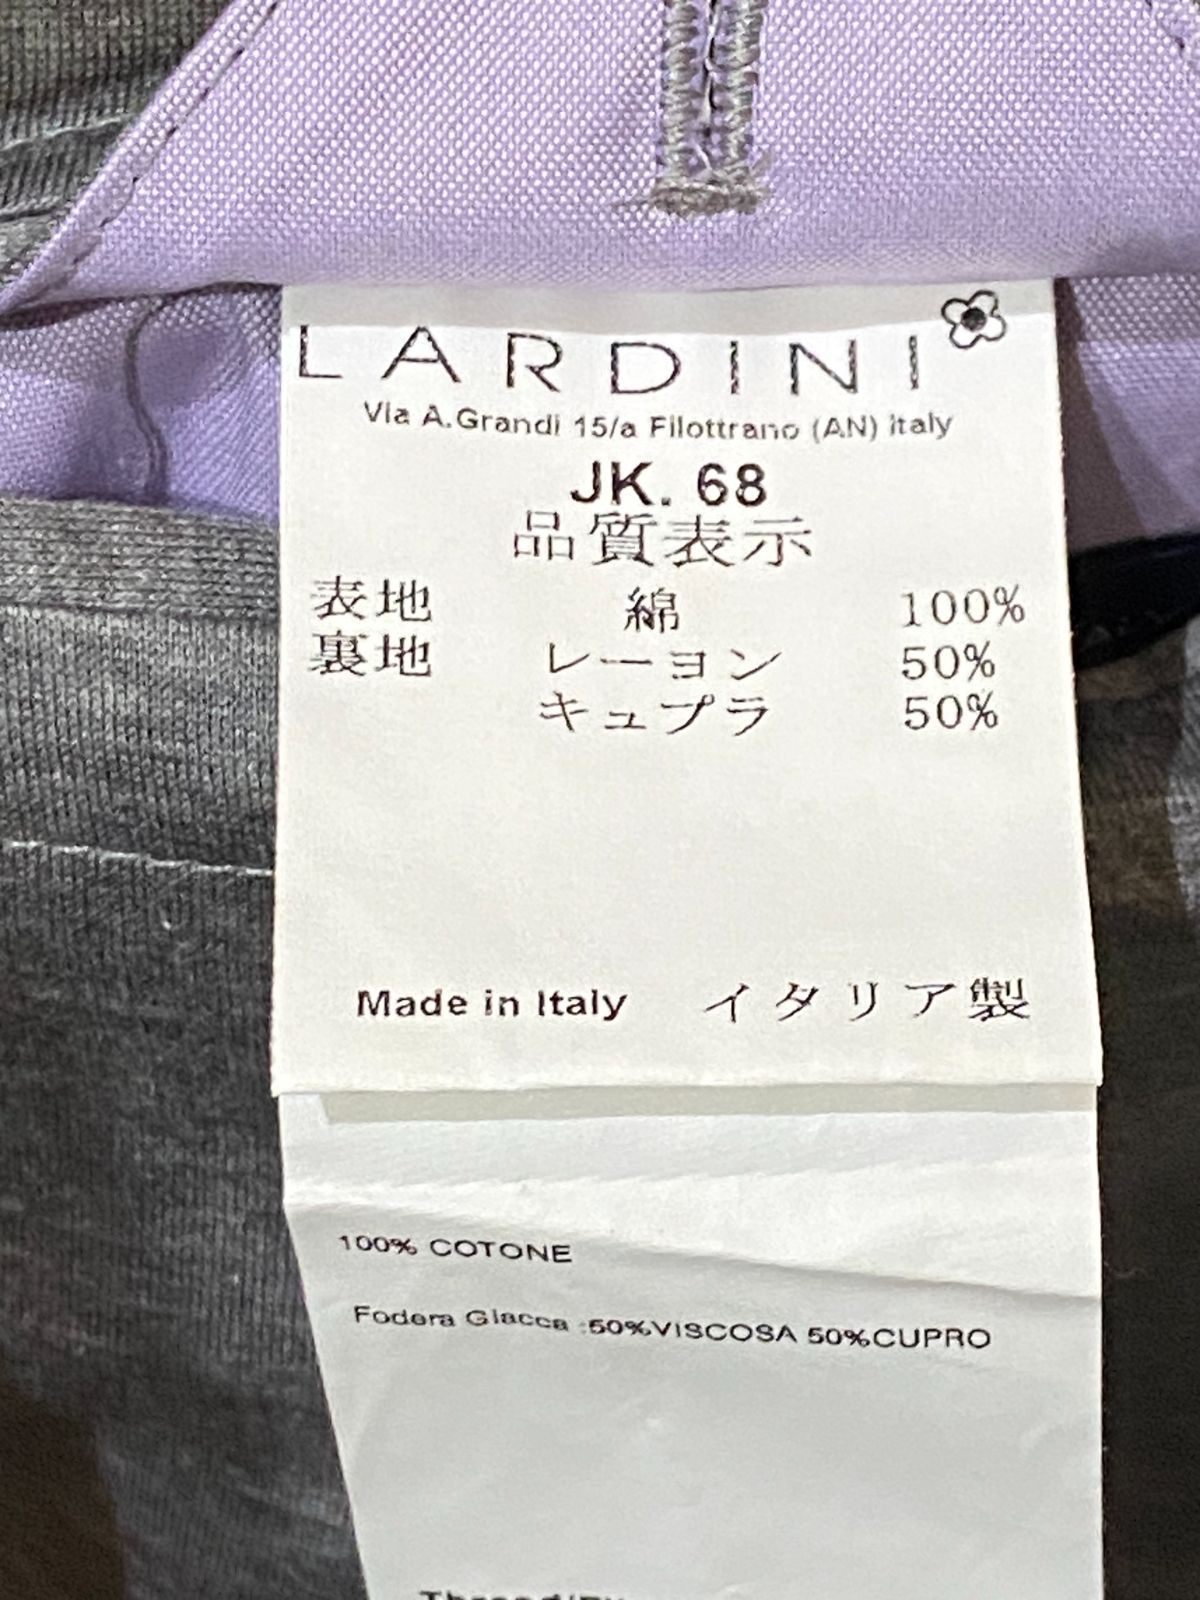 LARDINI
Via A.Grandi 15/a Filottrano (AN) italy
JK. 68
品質表示
表地 綿 100%
裏地 レーヨン 50%
キュプラ 50%
Made in Italy イタリア製
100% COTONE
Fodera Giacca :50%VISCOSA 50%CUPRO